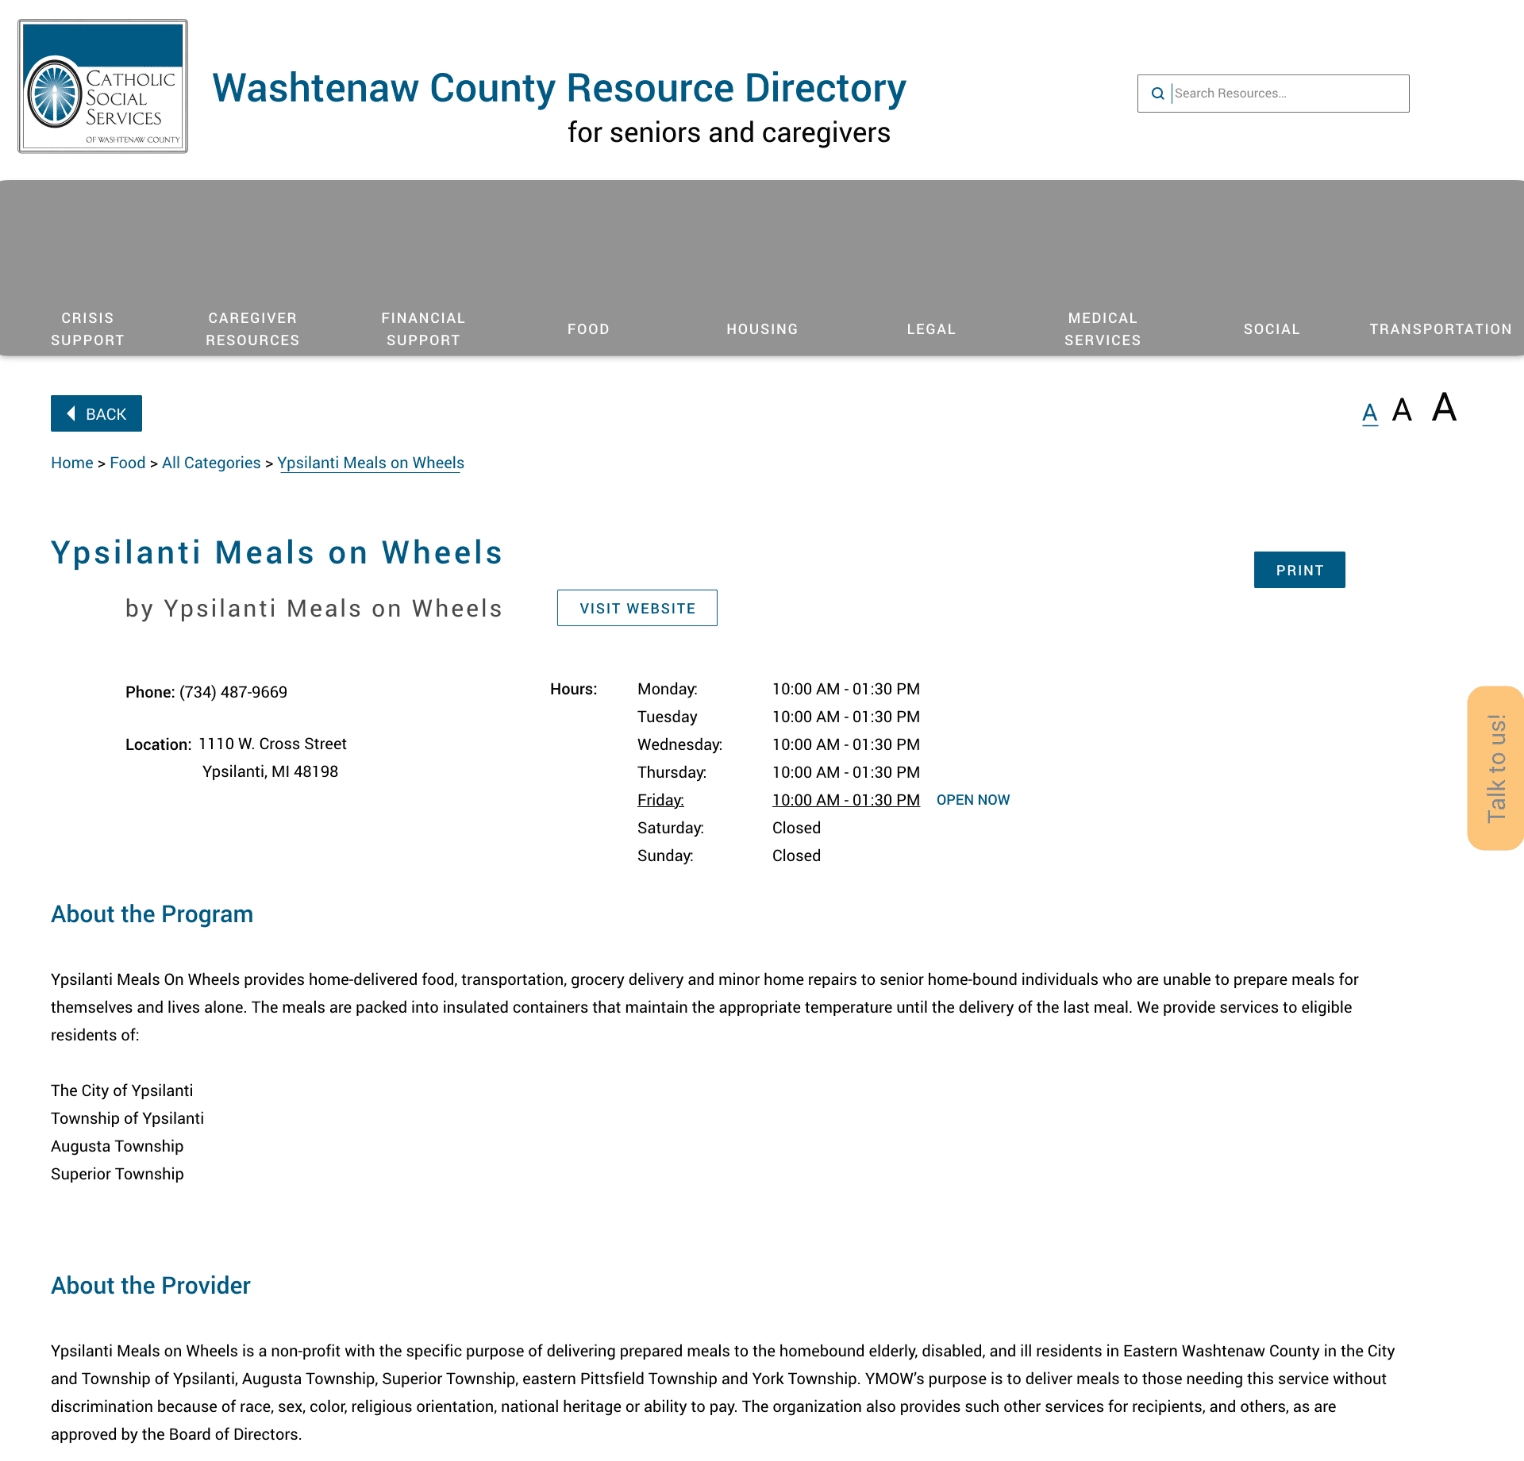 CATHOLIC
SOCIAL
SERVICES
OF WASHTENAW COUNTY
Washtenaw County Resource Directory
for seniors and caregivers
Search Resources...
CRISIS
SUPPORT
CAREGIVER
RESOURCES
FINANCIAL
SUPPORT
FOOD
HOUSING
LEGAL
MEDICAL
SERVICES
SOCIAL
TRANSPORTATION
BACK
A A A
Home > Food > All Categories > Ypsilanti Meals on Wheels
Ypsilanti Meals on Wheels
PRINT
by Ypsilanti Meals on Wheels
VISIT WEBSITE
Phone: (734) 487-9669
Location: 1110 W. Cross Street
Ypsilanti, MI 48198
Hours: Monday: 10:00 AM - 01:30 PM
Tuesday 10:00 AM - 01:30 PM
Wednesday: 10:00 AM - 01:30 PM
Thursday: 10:00 AM - 01:30 PM
Friday: 10:00 AM - 01:30 PM OPEN NOW
Saturday: Closed
Sunday: Closed
Talk to us!
About the Program
Ypsilanti Meals On Wheels provides home-delivered food, transportation, grocery delivery and minor home repairs to senior home-bound individuals who are unable to prepare meals for
themselves and lives alone. The meals are packed into insulated containers that maintain the appropriate temperature until the delivery of the last meal. We provide services to eligible
residents of:
The City of Ypsilanti
Township of Ypsilanti
Augusta Township
Superior Township
About the Provider
Ypsilanti Meals on Wheels is a non-profit with the specific purpose of delivering prepared meals to the homebound elderly, disabled, and ill residents in Eastern Washtenaw County in the City
and Township of Ypsilanti, Augusta Township, Superior Township, eastern Pittsfield Township and York Township. YMOW's purpose is to deliver meals to those needing this service without
discrimination because of race, sex, color, religious orientation, national heritage or ability to pay. The organization also provides such other services for recipients, and others, as are
approved by the Board of Directors.